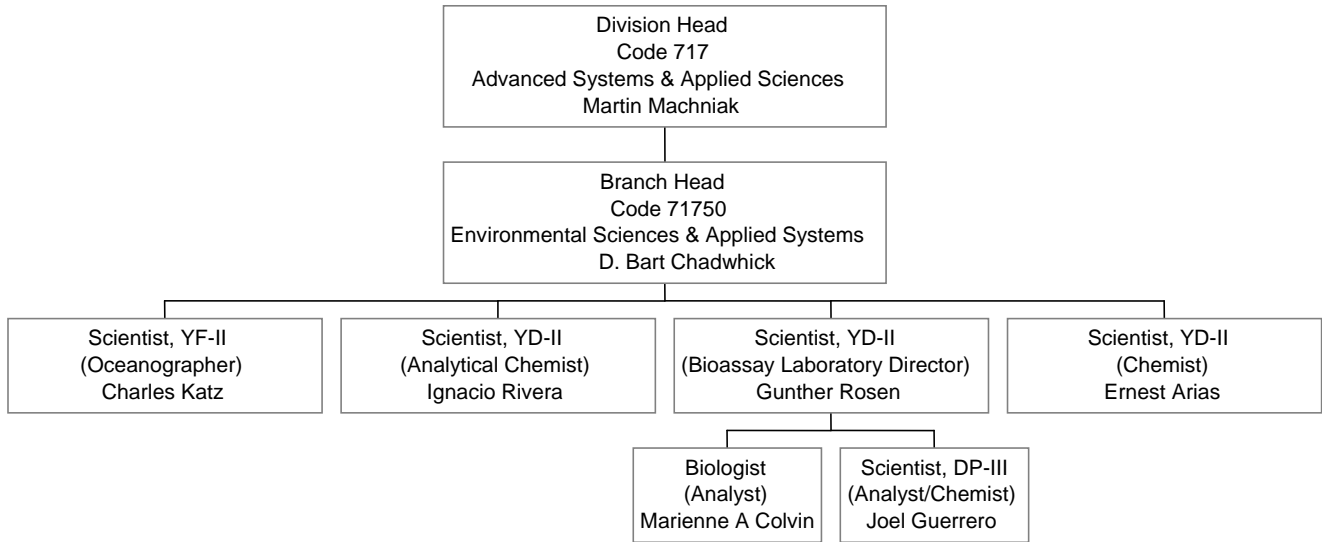 Division Head
Code 717
Advanced Systems & Applied Sciences
Martin Machniak
Branch Head
Code 71750
Environmental Sciences & Applied Systems
D. Bart Chadwhick
Scientist, YF-II
(Oceanographer)
Charles Katz
Scientist, YD-II
(Analytical Chemist)
Ignacio Rivera
Scientist, YD-II
(Bioassay Laboratory Director)
Gunther Rosen
Scientist, YD-II
(Chemist)
Ernest Arias
Biologist
(Analyst)
Marienne A Colvin
Scientist, DP-III
(Analyst/Chemist)
Joel Guerrero